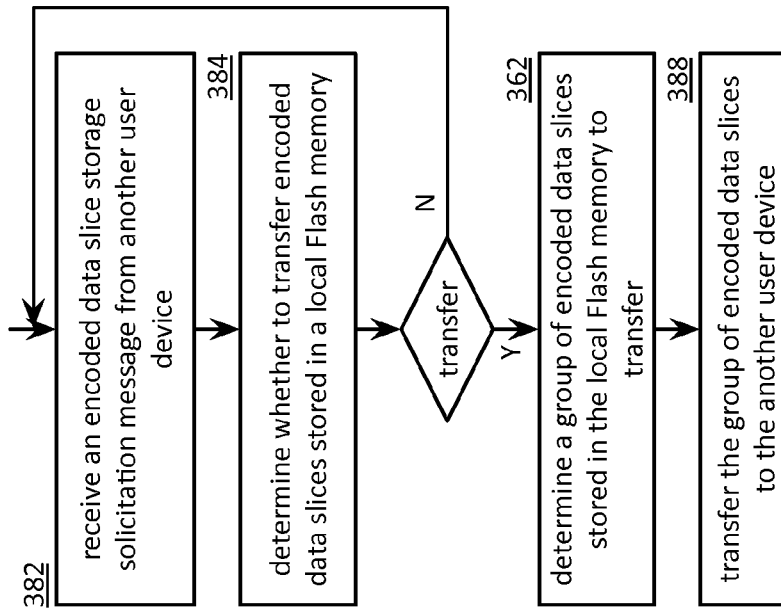 382
receive an encoded data slice storage
solicitation message from another user
device
384
determine whether to transfer encoded
data slices stored in a local Flash memory
transfer
N
Y
362
determine a group of encoded data slices
stored in the local Flash memory to
transfer
388
transfer the group of encoded data slices
to the another user device